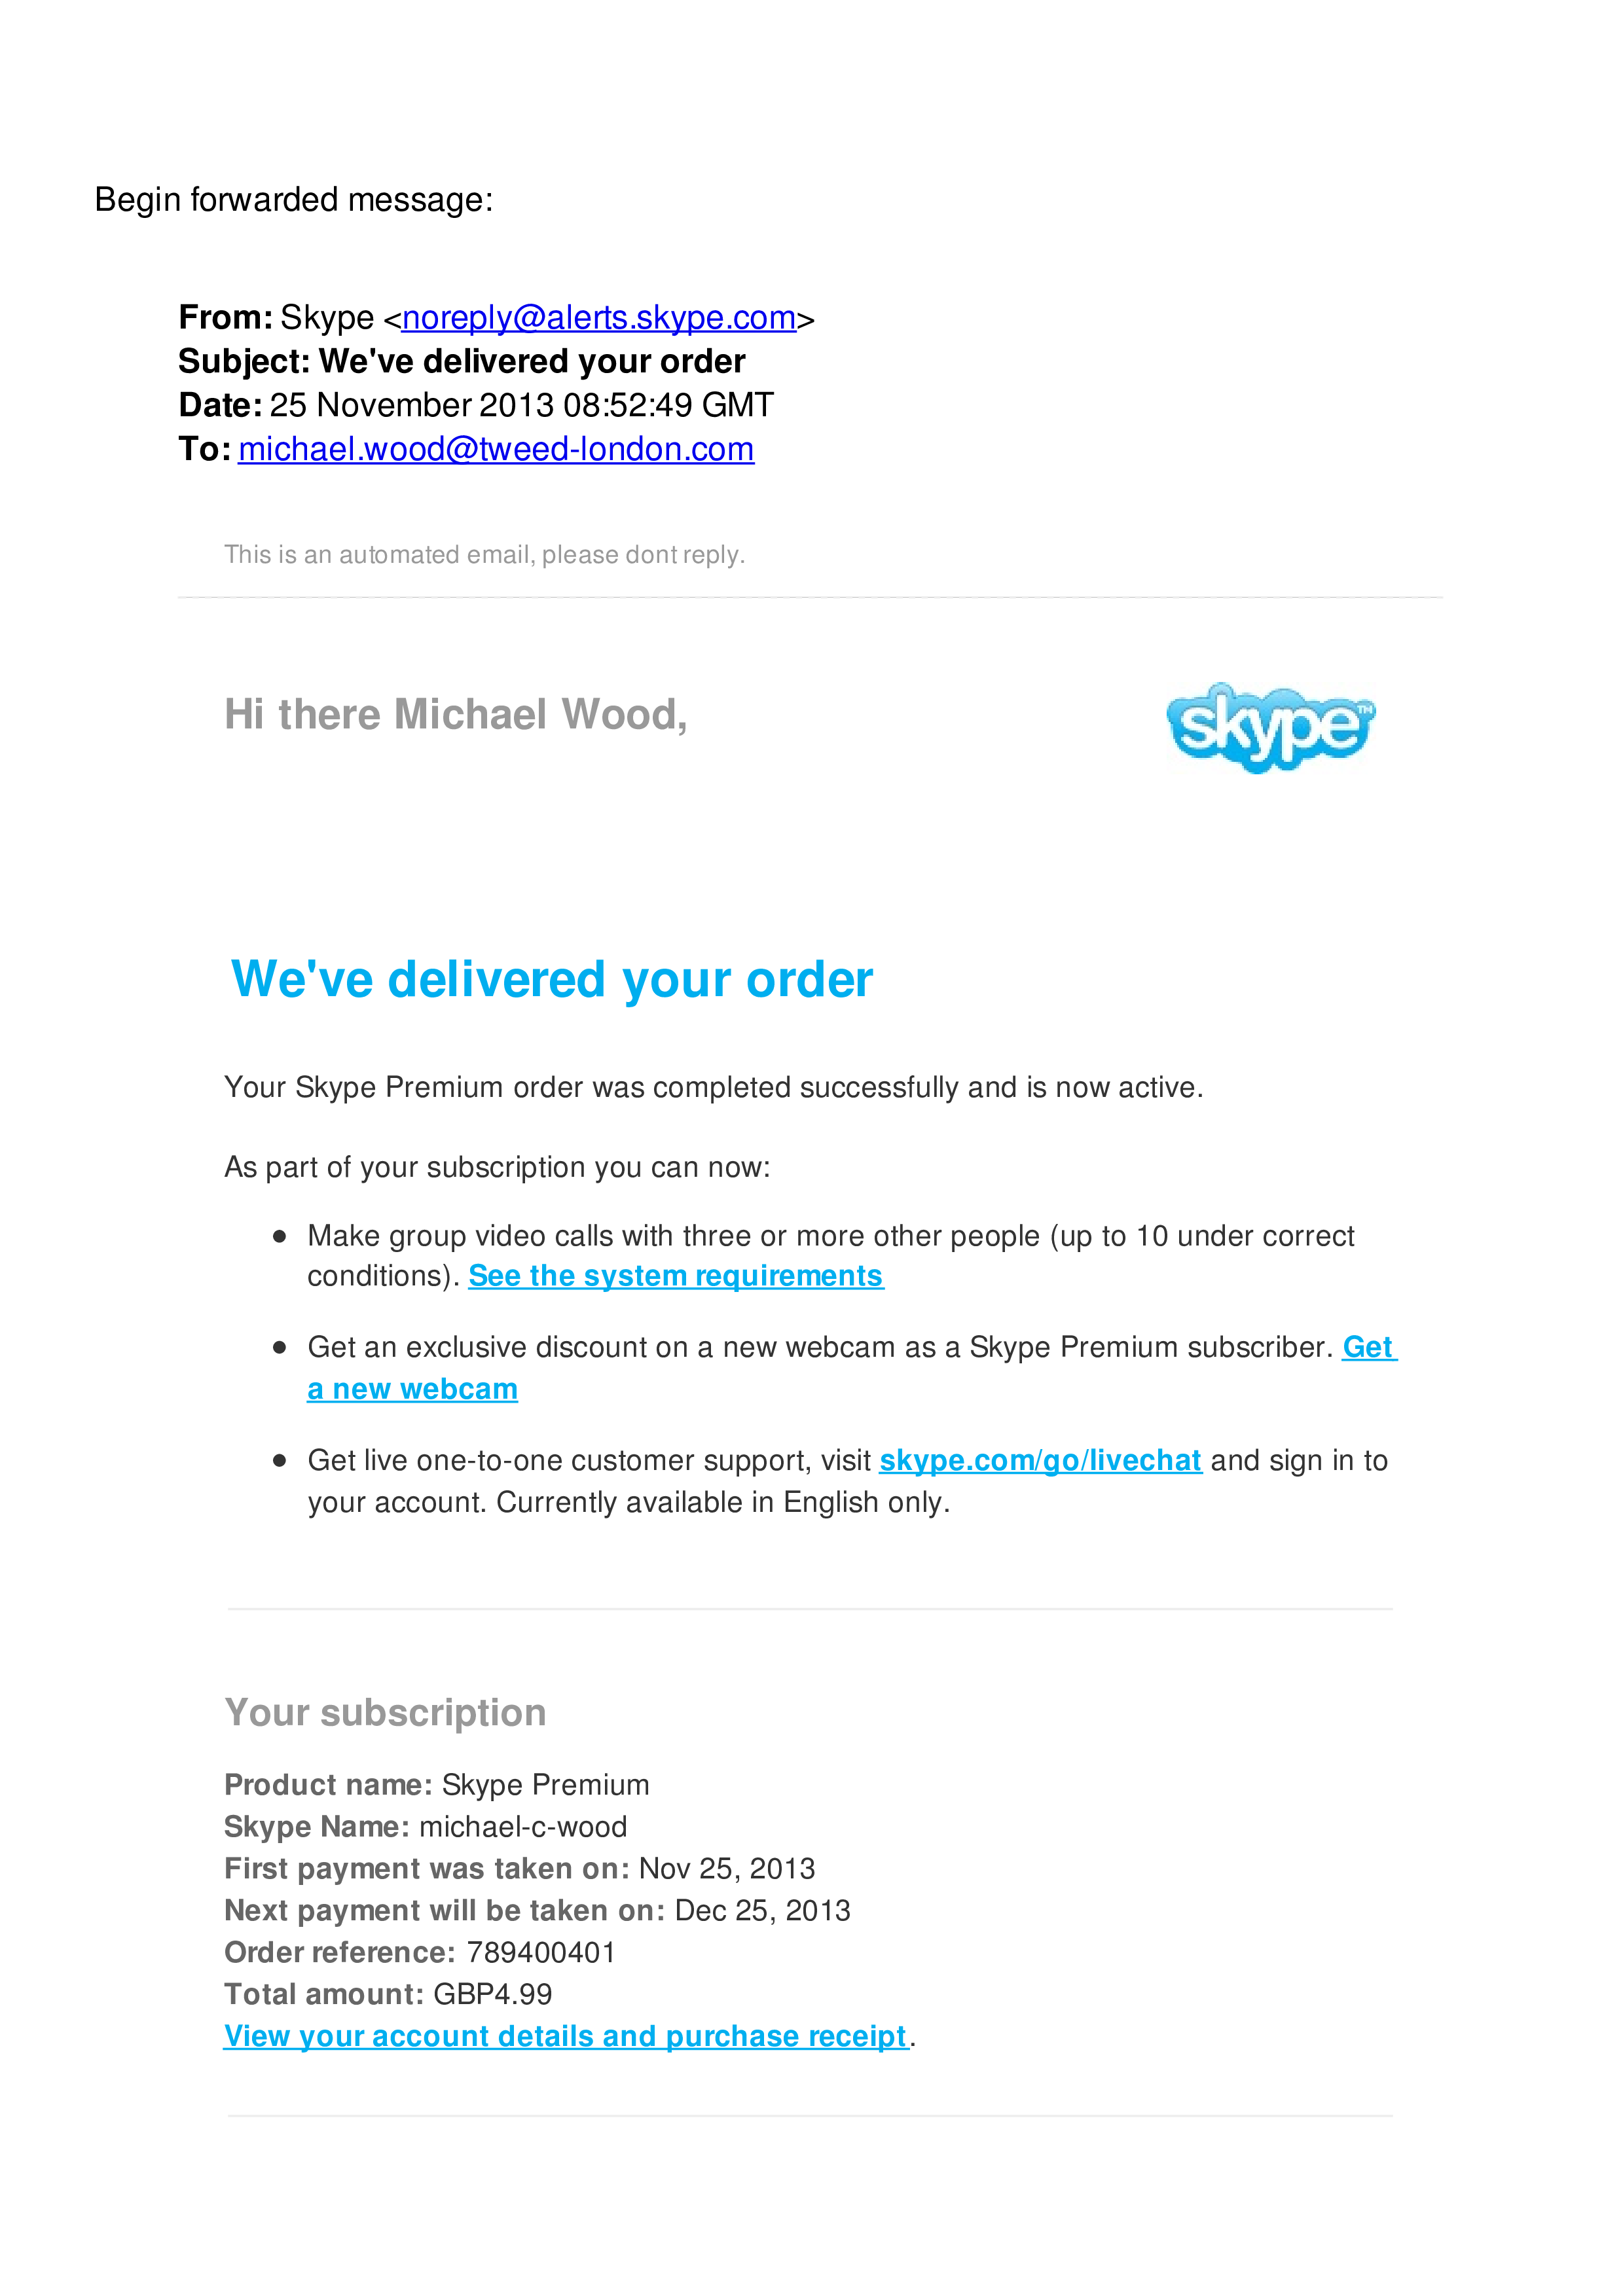 Begin forwarded message:
From: Skype <noreply@alerts.skype.com>
Subject: We've delivered your order
Date: 25 November 2013 08:52:49 GMT
To: michael.wood@tweed-london.com
This is an automated email, please dont reply.
Hi there Michael Wood,
skype™
We've delivered your order
Your Skype Premium order was completed successfully and is now active.
As part of your subscription you can now:
● Make group video calls with three or more other people (up to 10 under correct
conditions). See the system requirements
● Get an exclusive discount on a new webcam as a Skype Premium subscriber. Get
a new webcam
● Get live one-to-one customer support, visit skype.com/go/livechat and sign in to
your account. Currently available in English only.
Your subscription
Product name: Skype Premium
Skype Name: michael-c-wood
First payment was taken on: Nov 25, 2013
Next payment will be taken on: Dec 25, 2013
Order reference: 789400401
Total amount: GBP4.99
View your account details and purchase receipt.